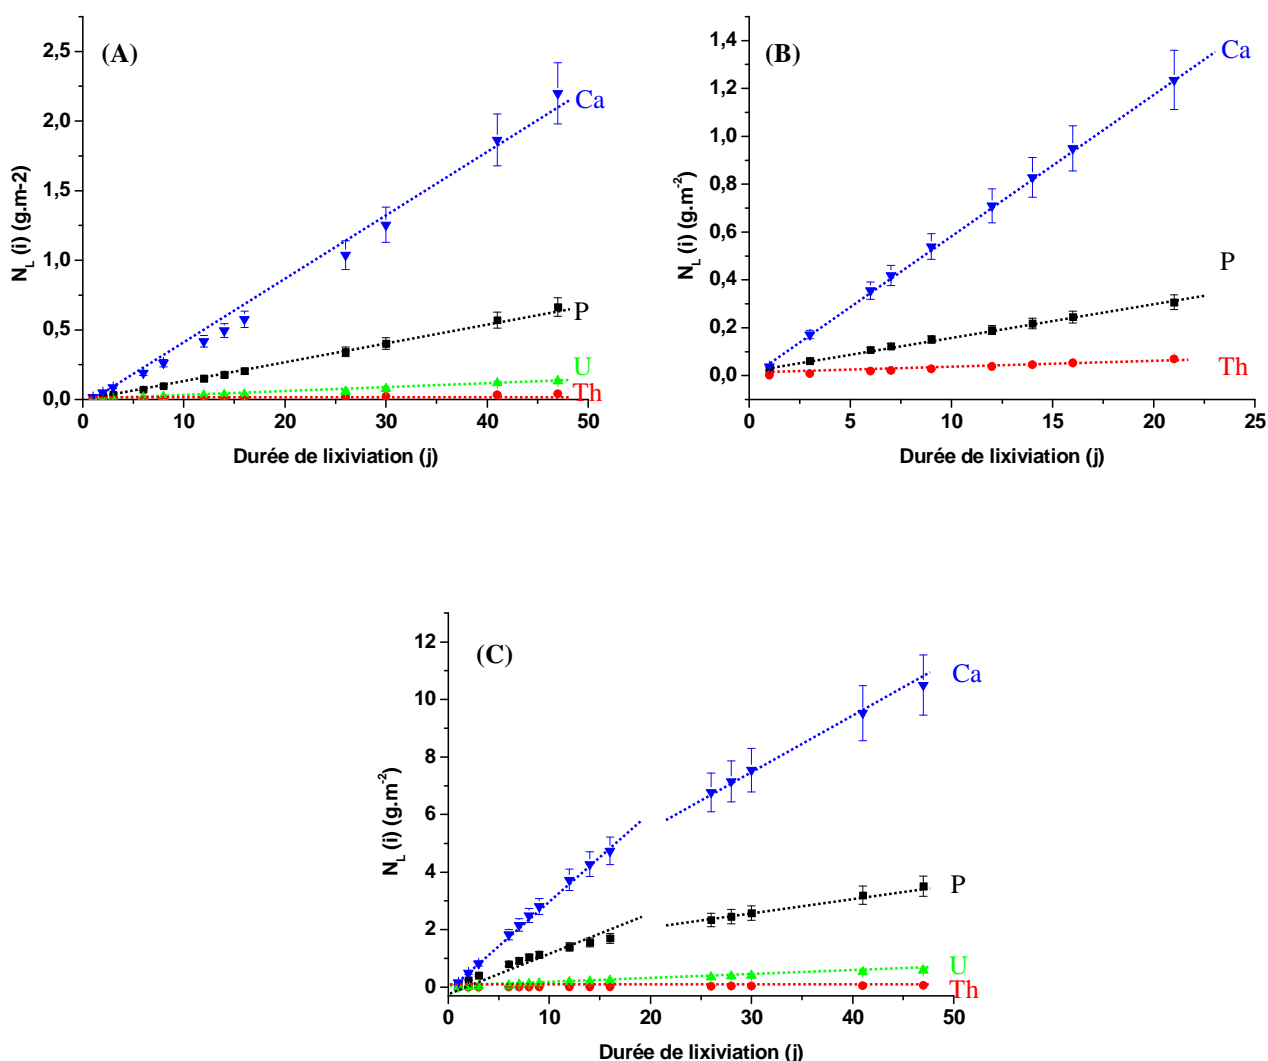 (A)
2,5
2,0
1,5
1,0
0,5
0,0
N_L (i) (g.m-2)
Ca
P
U
Th
0 10 20 30 40 50
Durée de lixiviation (j)
(B)
1,4
1,2
1,0
0,8
0,6
0,4
0,2
0,0
N_L (i) (g.m^-2)
Ca
P
Th
0 5 10 15 20 25
Durée de lixiviation (j)
(C)
12
10
8
6
4
2
0
N_L (i) (g.m^-2)
Ca
P
U
Th
0 10 20 30 40 50
Durée de lixiviation (j)